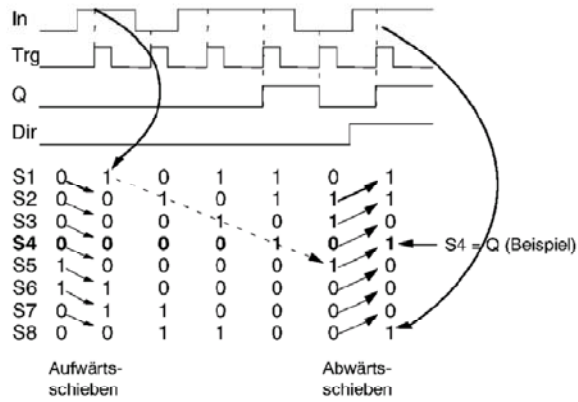 In
Trg
Q
Dir
S1 0 1 0 1 1 0 1
S2 0 0 1 0 1 1 1
S3 0 0 0 1 0 1 0
S4 0 0 0 0 1 0 1 S4 = Q (Beispiel)
S5 1 0 0 0 0 1 0
S6 1 1 0 0 0 0 0
S7 0 1 1 0 0 0 0
S8 0 0 1 1 0 0 1
Aufwärts- Abwärts-
schieben schieben